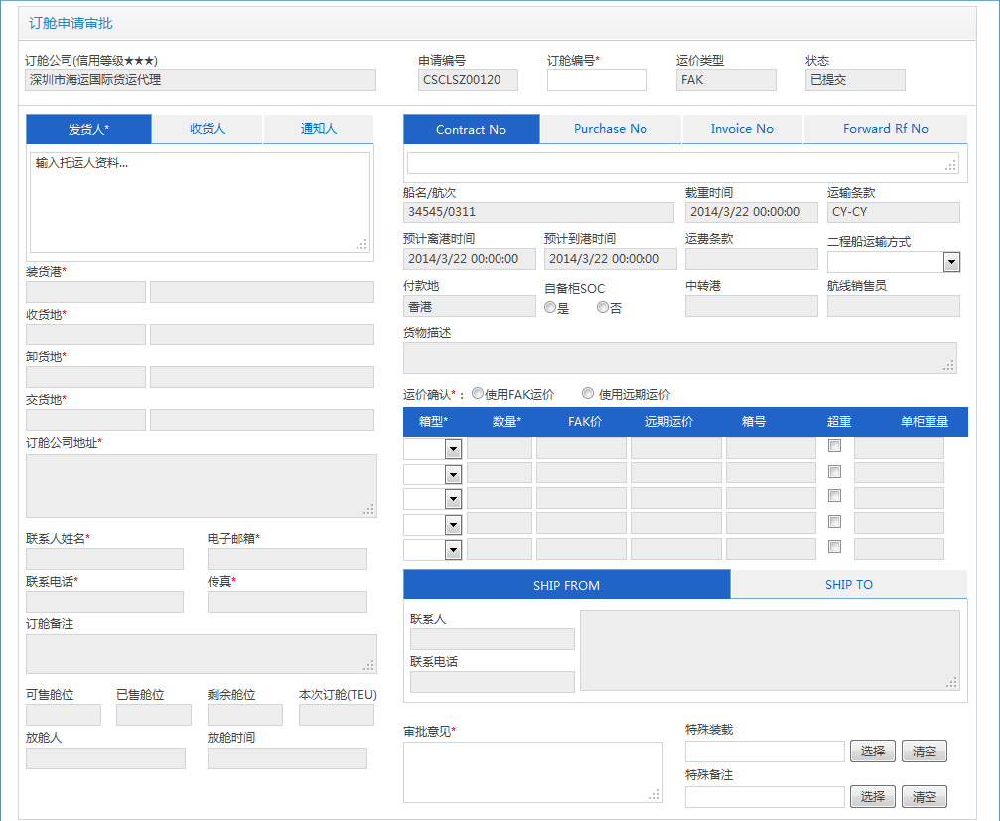 订舱申请审批
订舱公司(信用等级★★★) 申请编号 订舱编号* 运价类型 状态
深圳市海运国际货运代理 CSCLSZ00120 FAK 已提交
发货人* 收货人 通知人
输入托运人资料...
装货港*
收货地*
卸货地*
交货地*
订舱公司地址*
联系人姓名* 电子邮箱*
联系电话* 传真*
订舱备注
可售舱位 已售舱位 剩余舱位 本次订舱(TEU)
放舱人 放舱时间
Contract No Purchase No Invoice No Forward Rf No
船名/航次 载重时间 运输条款
34545/0311 2014/3/22 00:00:00 CY-CY
预计离港时间 预计到港时间 运费条款 二程船运输方式
2014/3/22 00:00:00 2014/3/22 00:00:00
付款地 自备柜SOC 中转港 航线销售员
香港 是 否
货物描述
运价确认*： 使用FAK运价 使用远期运价
箱型* 数量* FAK价 远期运价 箱号 超重 单柜重量
SHIP FROM SHIP TO
联系人
联系电话
审批意见* 特殊装载
选择 清空
特殊备注
选择 清空